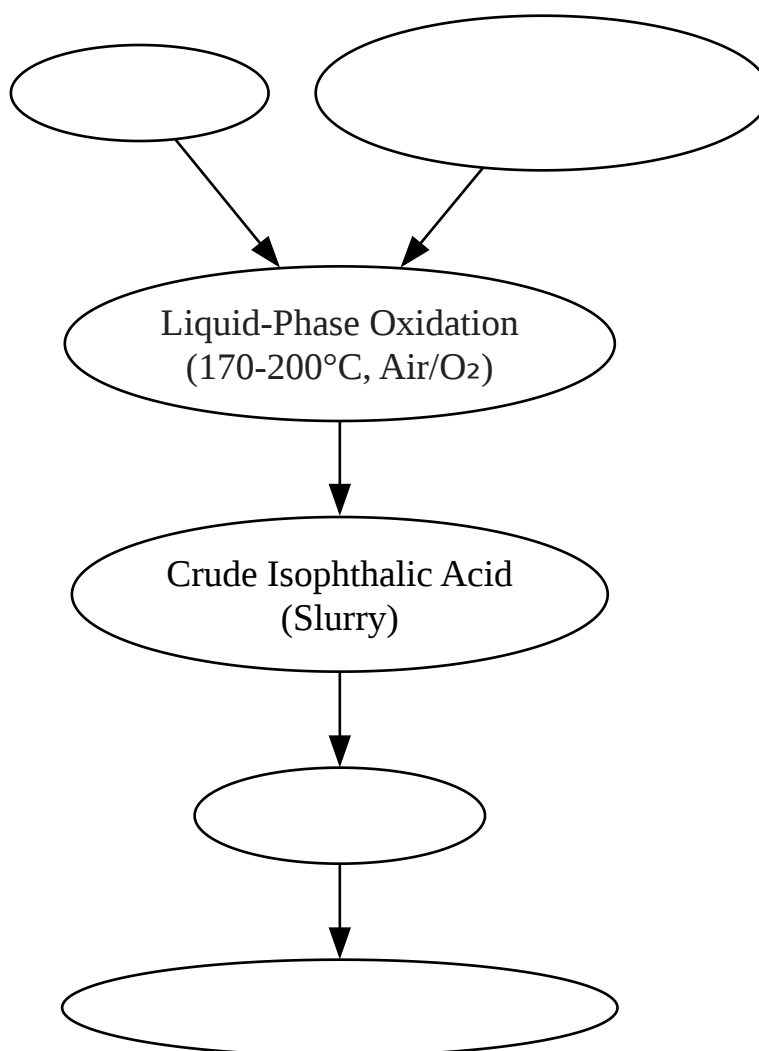 Liquid-Phase Oxidation
(170-200°C, Air/O₂)
Crude Isophthalic Acid
(Slurry)